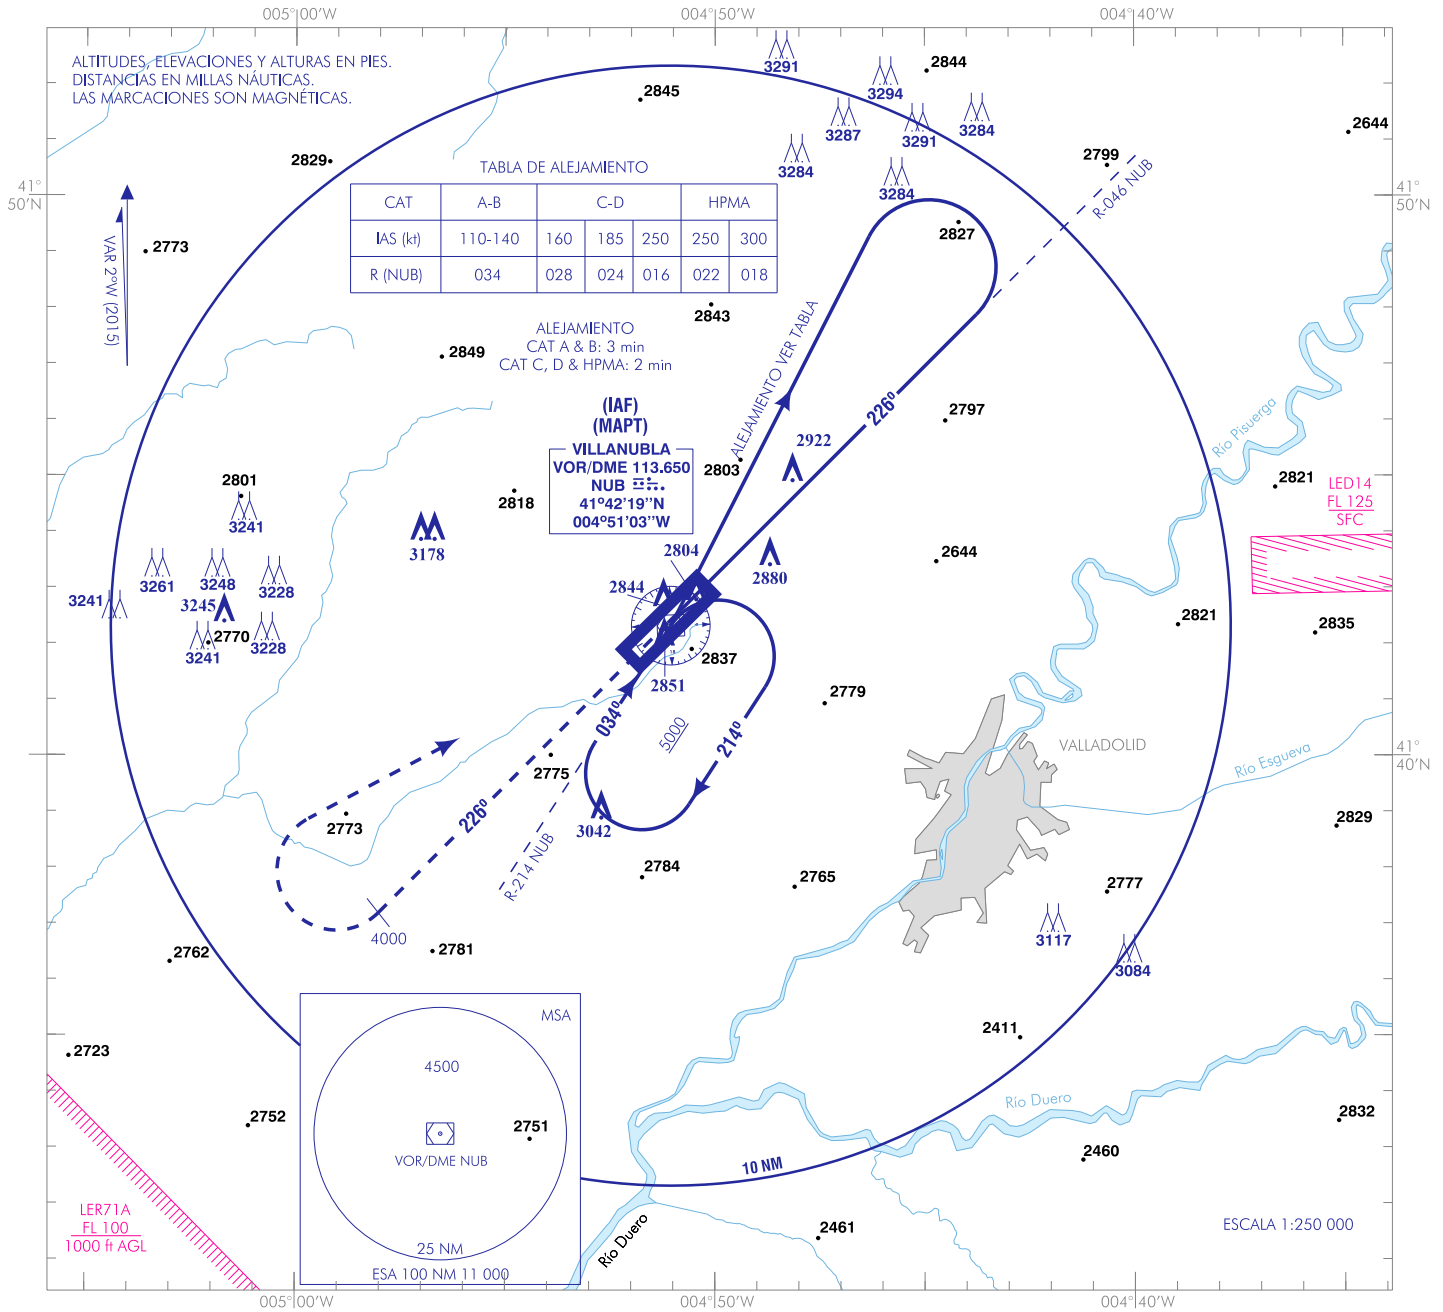 005°00'W
004°50'W
004°40'W
ALTITUDES, ELEVACIONES Y ALTURAS EN PIES.
DISTANCIAS EN MILLAS NÁUTICAS.
LAS MARCACIONES SON MAGNÉTICAS.
3291
2844
3294
2845
3287
3291
3284
2644
2829
3284
2799
TABLA DE ALEJAMIENTO
41°
50'N
3284
R-046 NUB
41°
50'N
CAT A-B C-D HPMA
IAS (kt) 110-140 160 185 250 250 300
R (NUB) 034 028 024 016 022 018
2773
VAR 2°W (2015)
2827
2843
ALEJAMIENTO
CAT A & B: 3 min
CAT C, D & HPMA: 2 min
2849
ALEJAMIENTO VER TABLA
226º
2797
Río Pisuerga
(IAF)
(MAPT)
VILLANUBLA
VOR/DME 113.650
NUB
41º42'19''N
004º51'03''W
2922
2803
2801
3241
2818
2821
LED14
FL 125
SFC
3178
2804
2880
2644
3261
3248
3228
3241
3245
2844
2770
3241
3228
2837
2821
2835
2851
2779
034º
5000
214º
VALLADOLID
Río Esgueva
41°
40'N
2775
226º
2773
3042
R-214 NUB
2829
2784
2765
2777
4000
3117
2762
2781
3084
MSA
2723
2411
4500
2752
2751
Río Duero
2832
VOR/DME NUB
10 NM
2460
LER71A
FL 100
1000 ft AGL
25 NM
ESA 100 NM 11 000
Río Duero
2461
ESCALA 1:250 000
41°
40'N
005°00'W
004°50'W
004°40'W